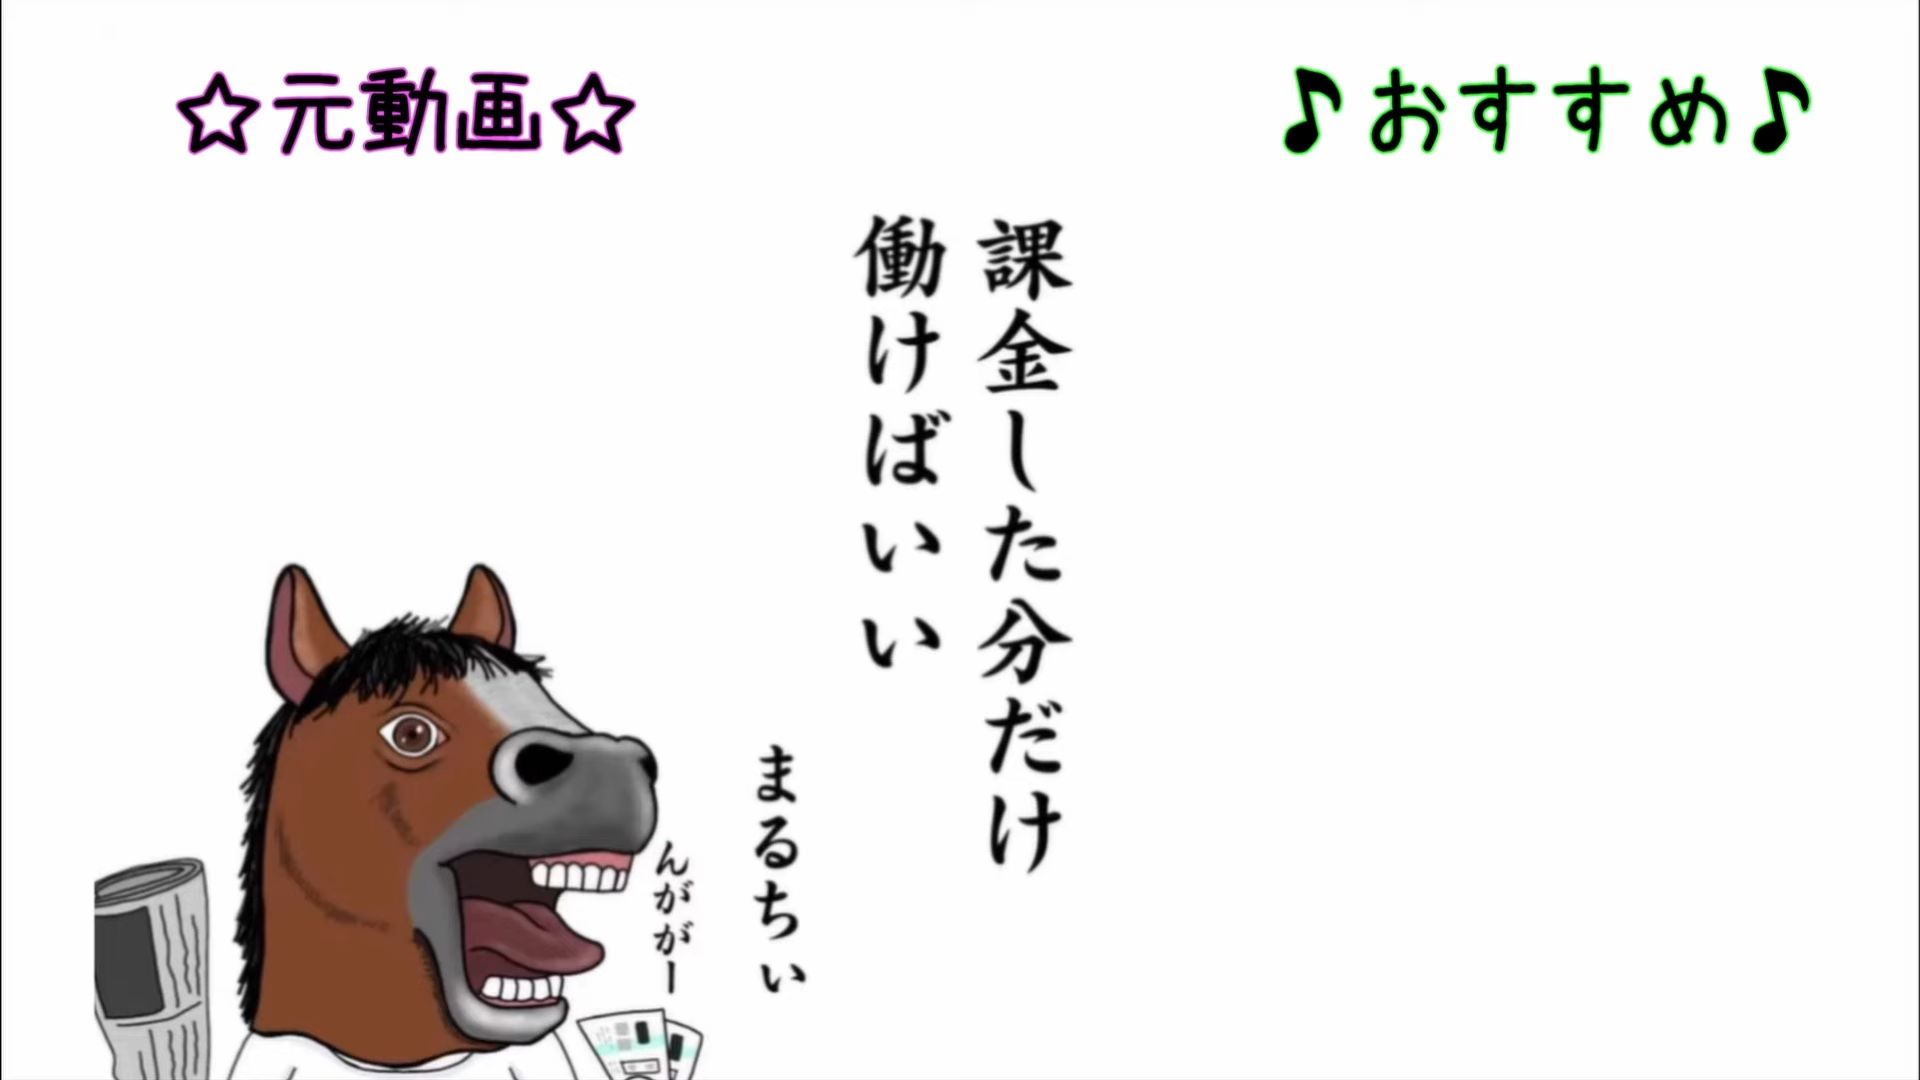 ☆元動画☆
♪おすすめ♪
課金した分だけ
働けばいい
まるちぃ
んががー